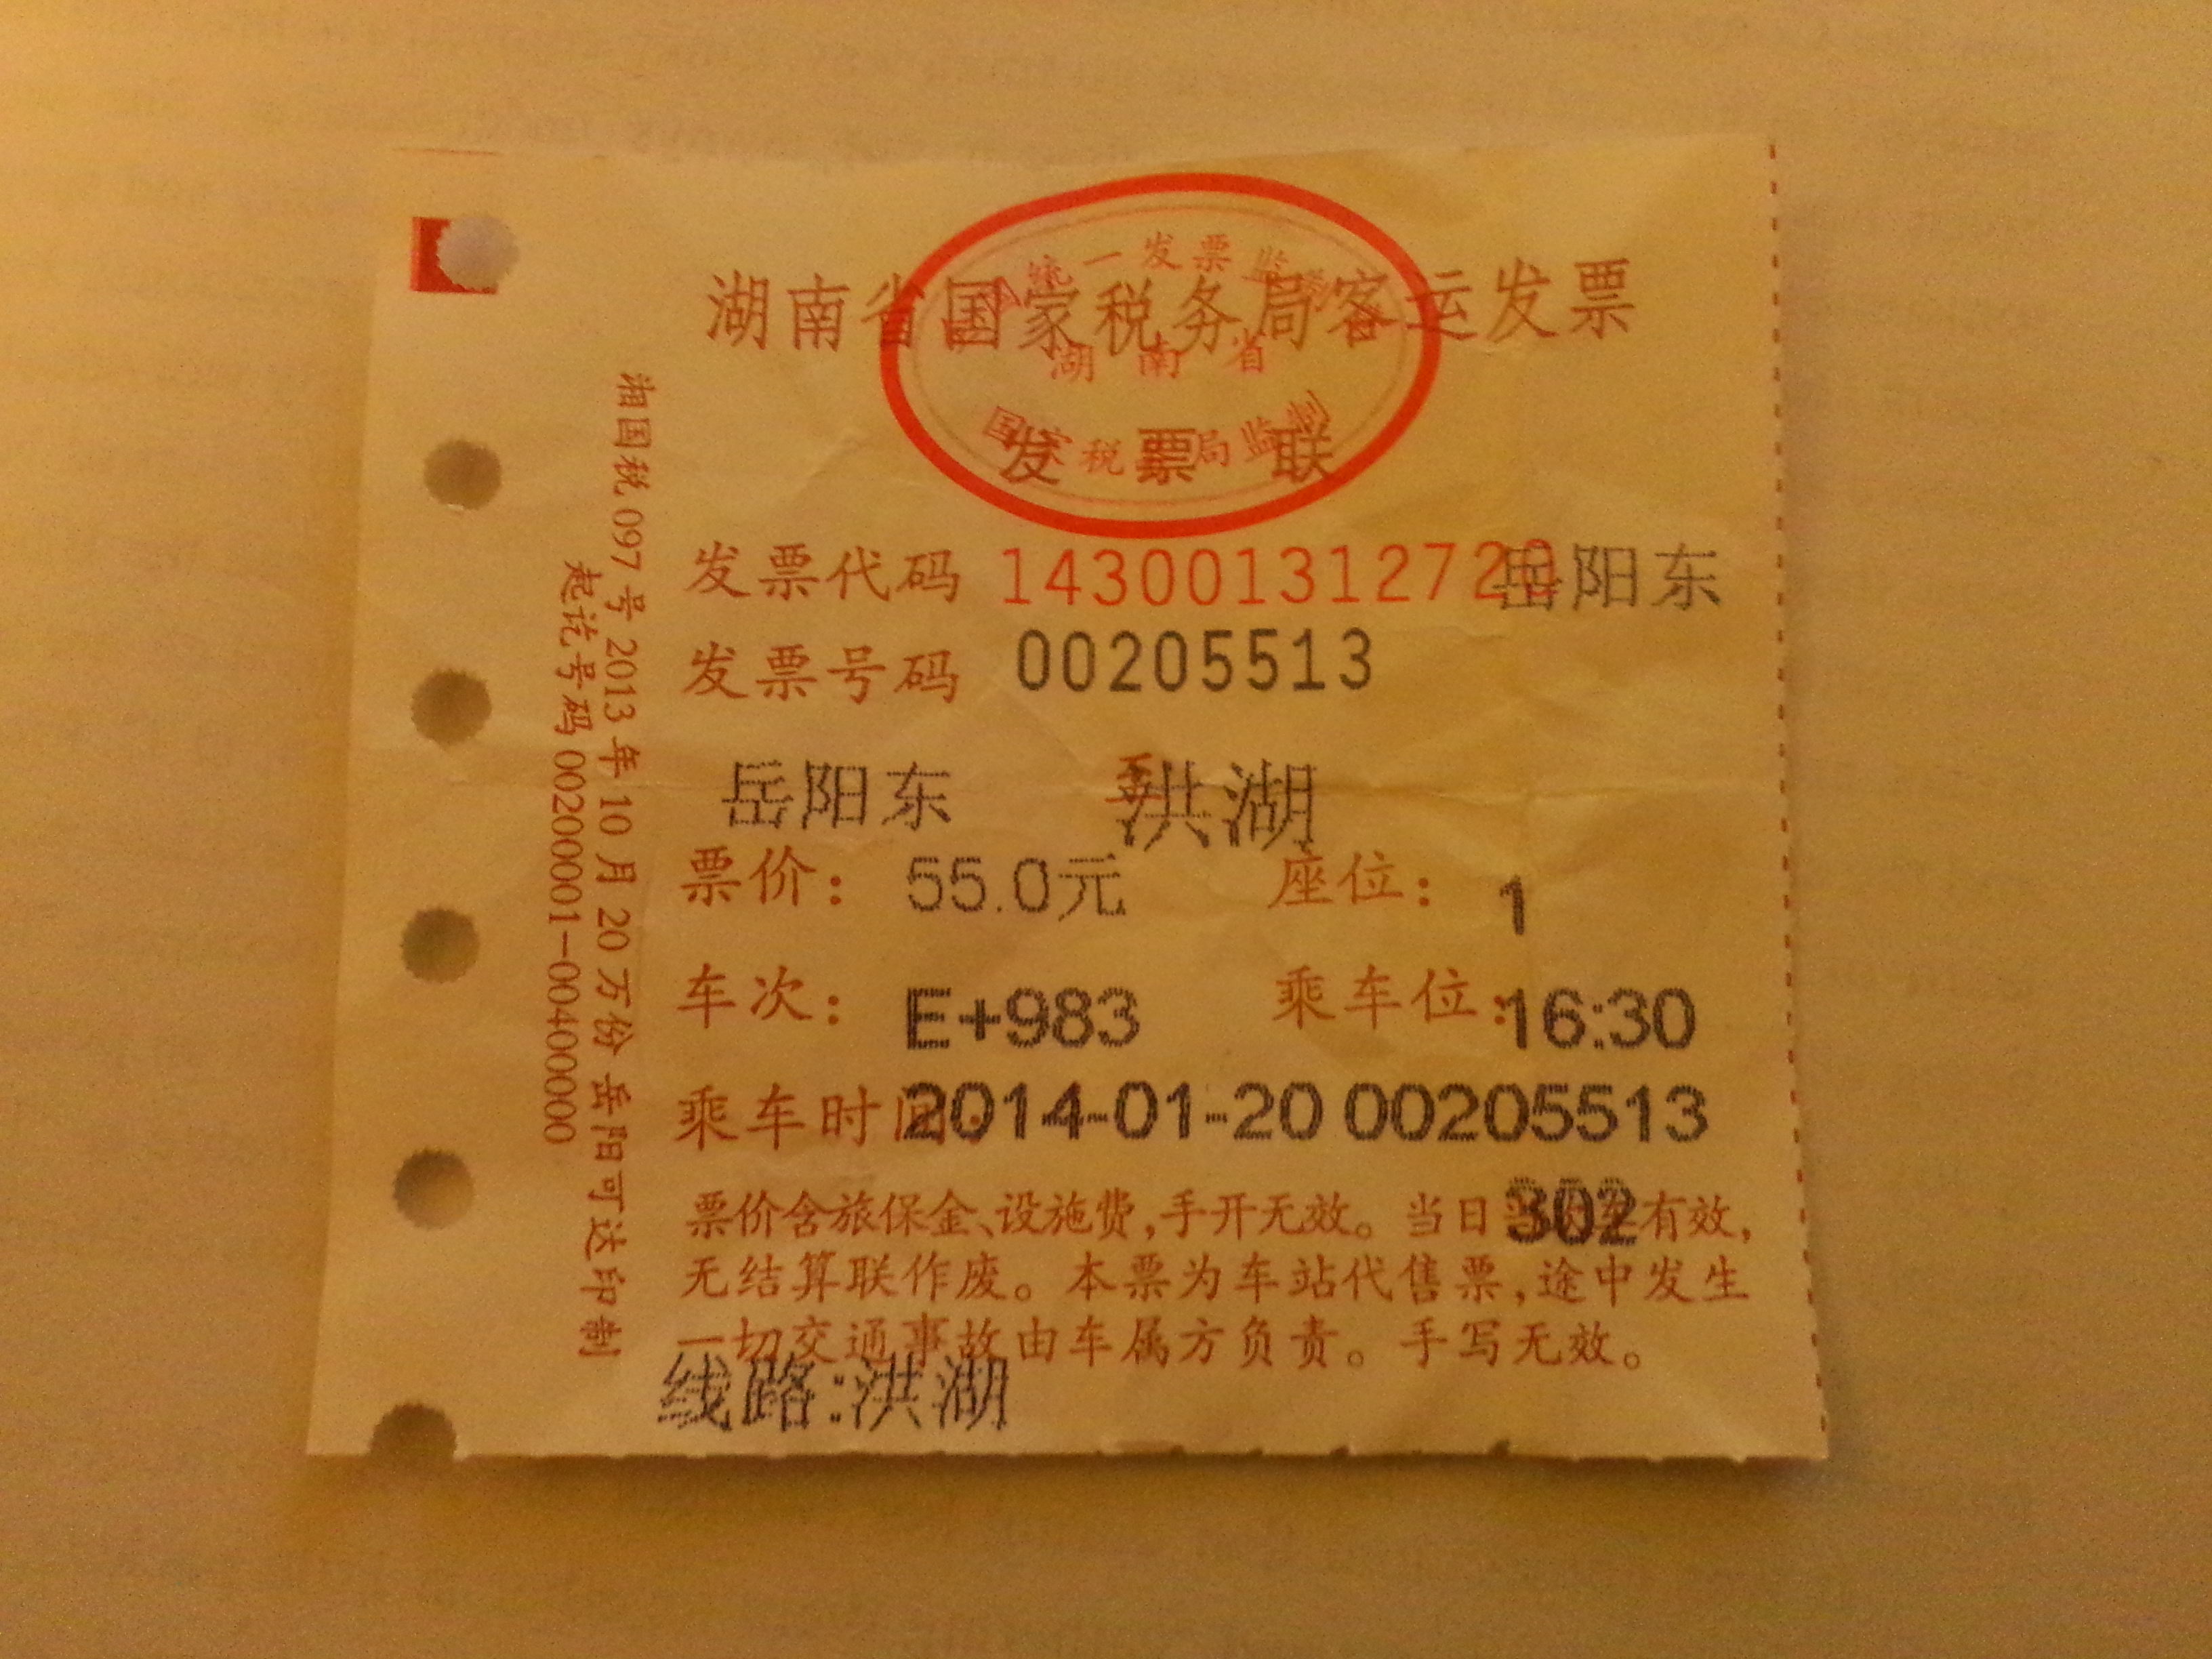 湖南省国家税务局客运发票
统一发票监
湖南省
国家税务局监制
发票联
发票代码 143001312720
岳阳东
发票号码 00205513
岳阳东 至 洪湖
票价： 55.0元 座位： 1
车次： E+983 乘车位： 16:30
乘车时间： 2014-01-20 00205513
302
票价含旅保金、设施费，手开无效。当日当次车有效，
无结算联作废。本票为车站代售票，途中发生
一切交通事故由车属方负责。手写无效。
线路:洪湖
湘国税 097 号 2013 年 10 月 20 万份 岳阳可达印制
起讫号码 00200001-00400000